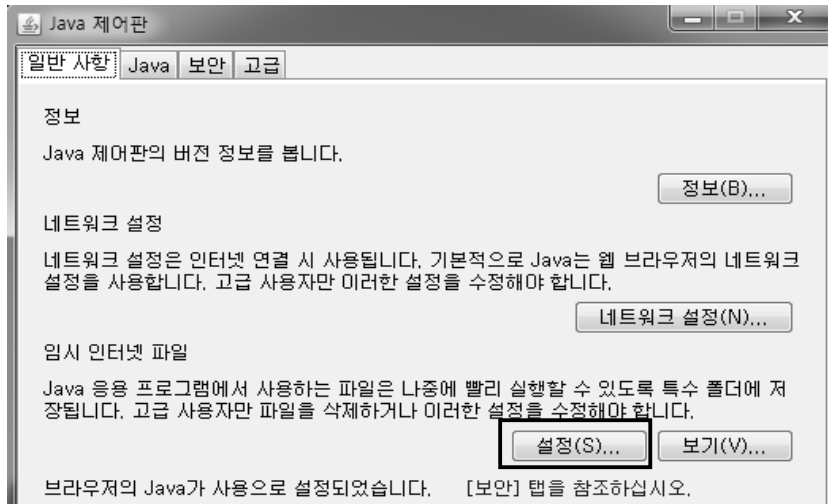 Java 제어판
일반 사항 Java 보안 고급
정보
Java 제어판의 버전 정보를 봅니다.
정보(B)...
네트워크 설정
네트워크 설정은 인터넷 연결 시 사용됩니다. 기본적으로 Java는 웹 브라우저의 네트워크
설정을 사용합니다. 고급 사용자만 이러한 설정을 수정해야 합니다.
네트워크 설정(N)...
임시 인터넷 파일
Java 응용 프로그램에서 사용하는 파일은 나중에 빨리 실행할 수 있도록 특수 폴더에 저
장됩니다. 고급 사용자만 파일을 삭제하거나 이러한 설정을 수정해야 합니다.
설정(S)... 보기(V)...
브라우저의 Java가 사용으로 설정되었습니다. [보안] 탭을 참조하십시오.